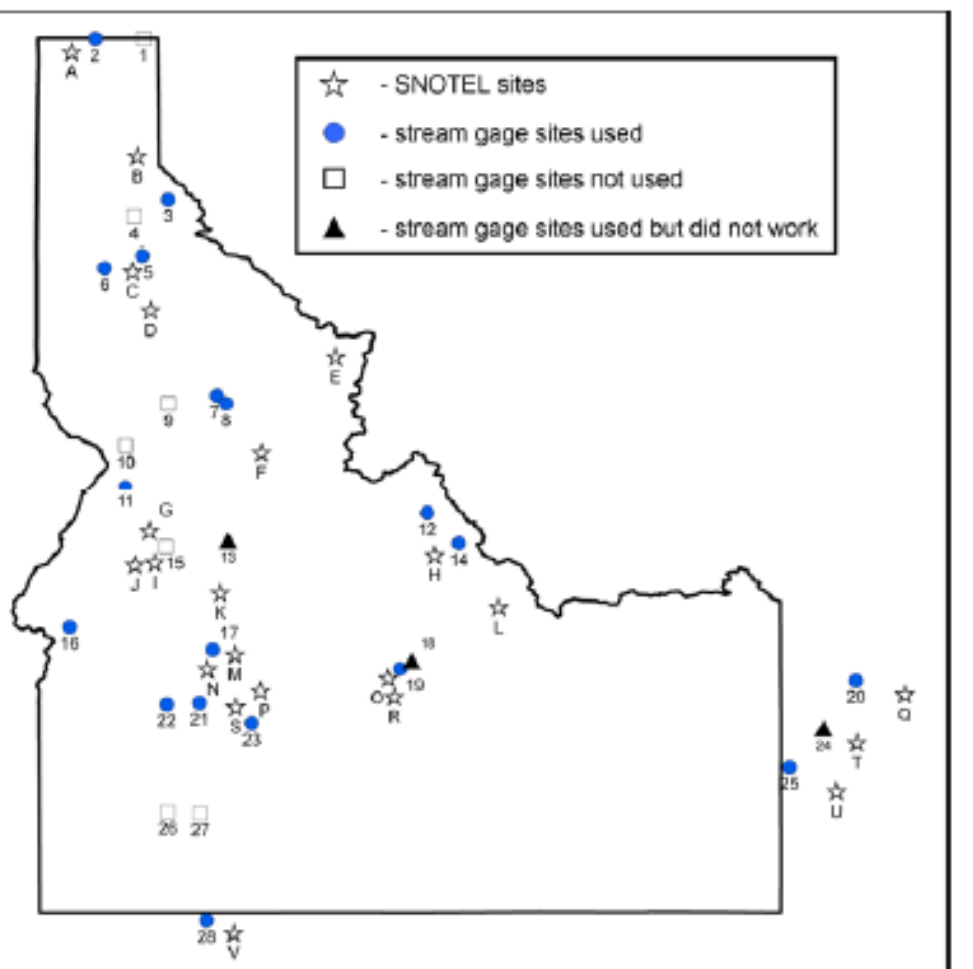 2 1
A
☆ - SNOTEL sites
- stream gage sites used
- stream gage sites not used
- stream gage sites used but did not work
B
3
4
5
6
C
D
E
7 8
9
F
10
11
G
12
13
14
15
H
J I
K
L
16
17
18
M
N
19
O
R
P
20
Q
22 21
S
23
24
T
25
U
26 27
28
V